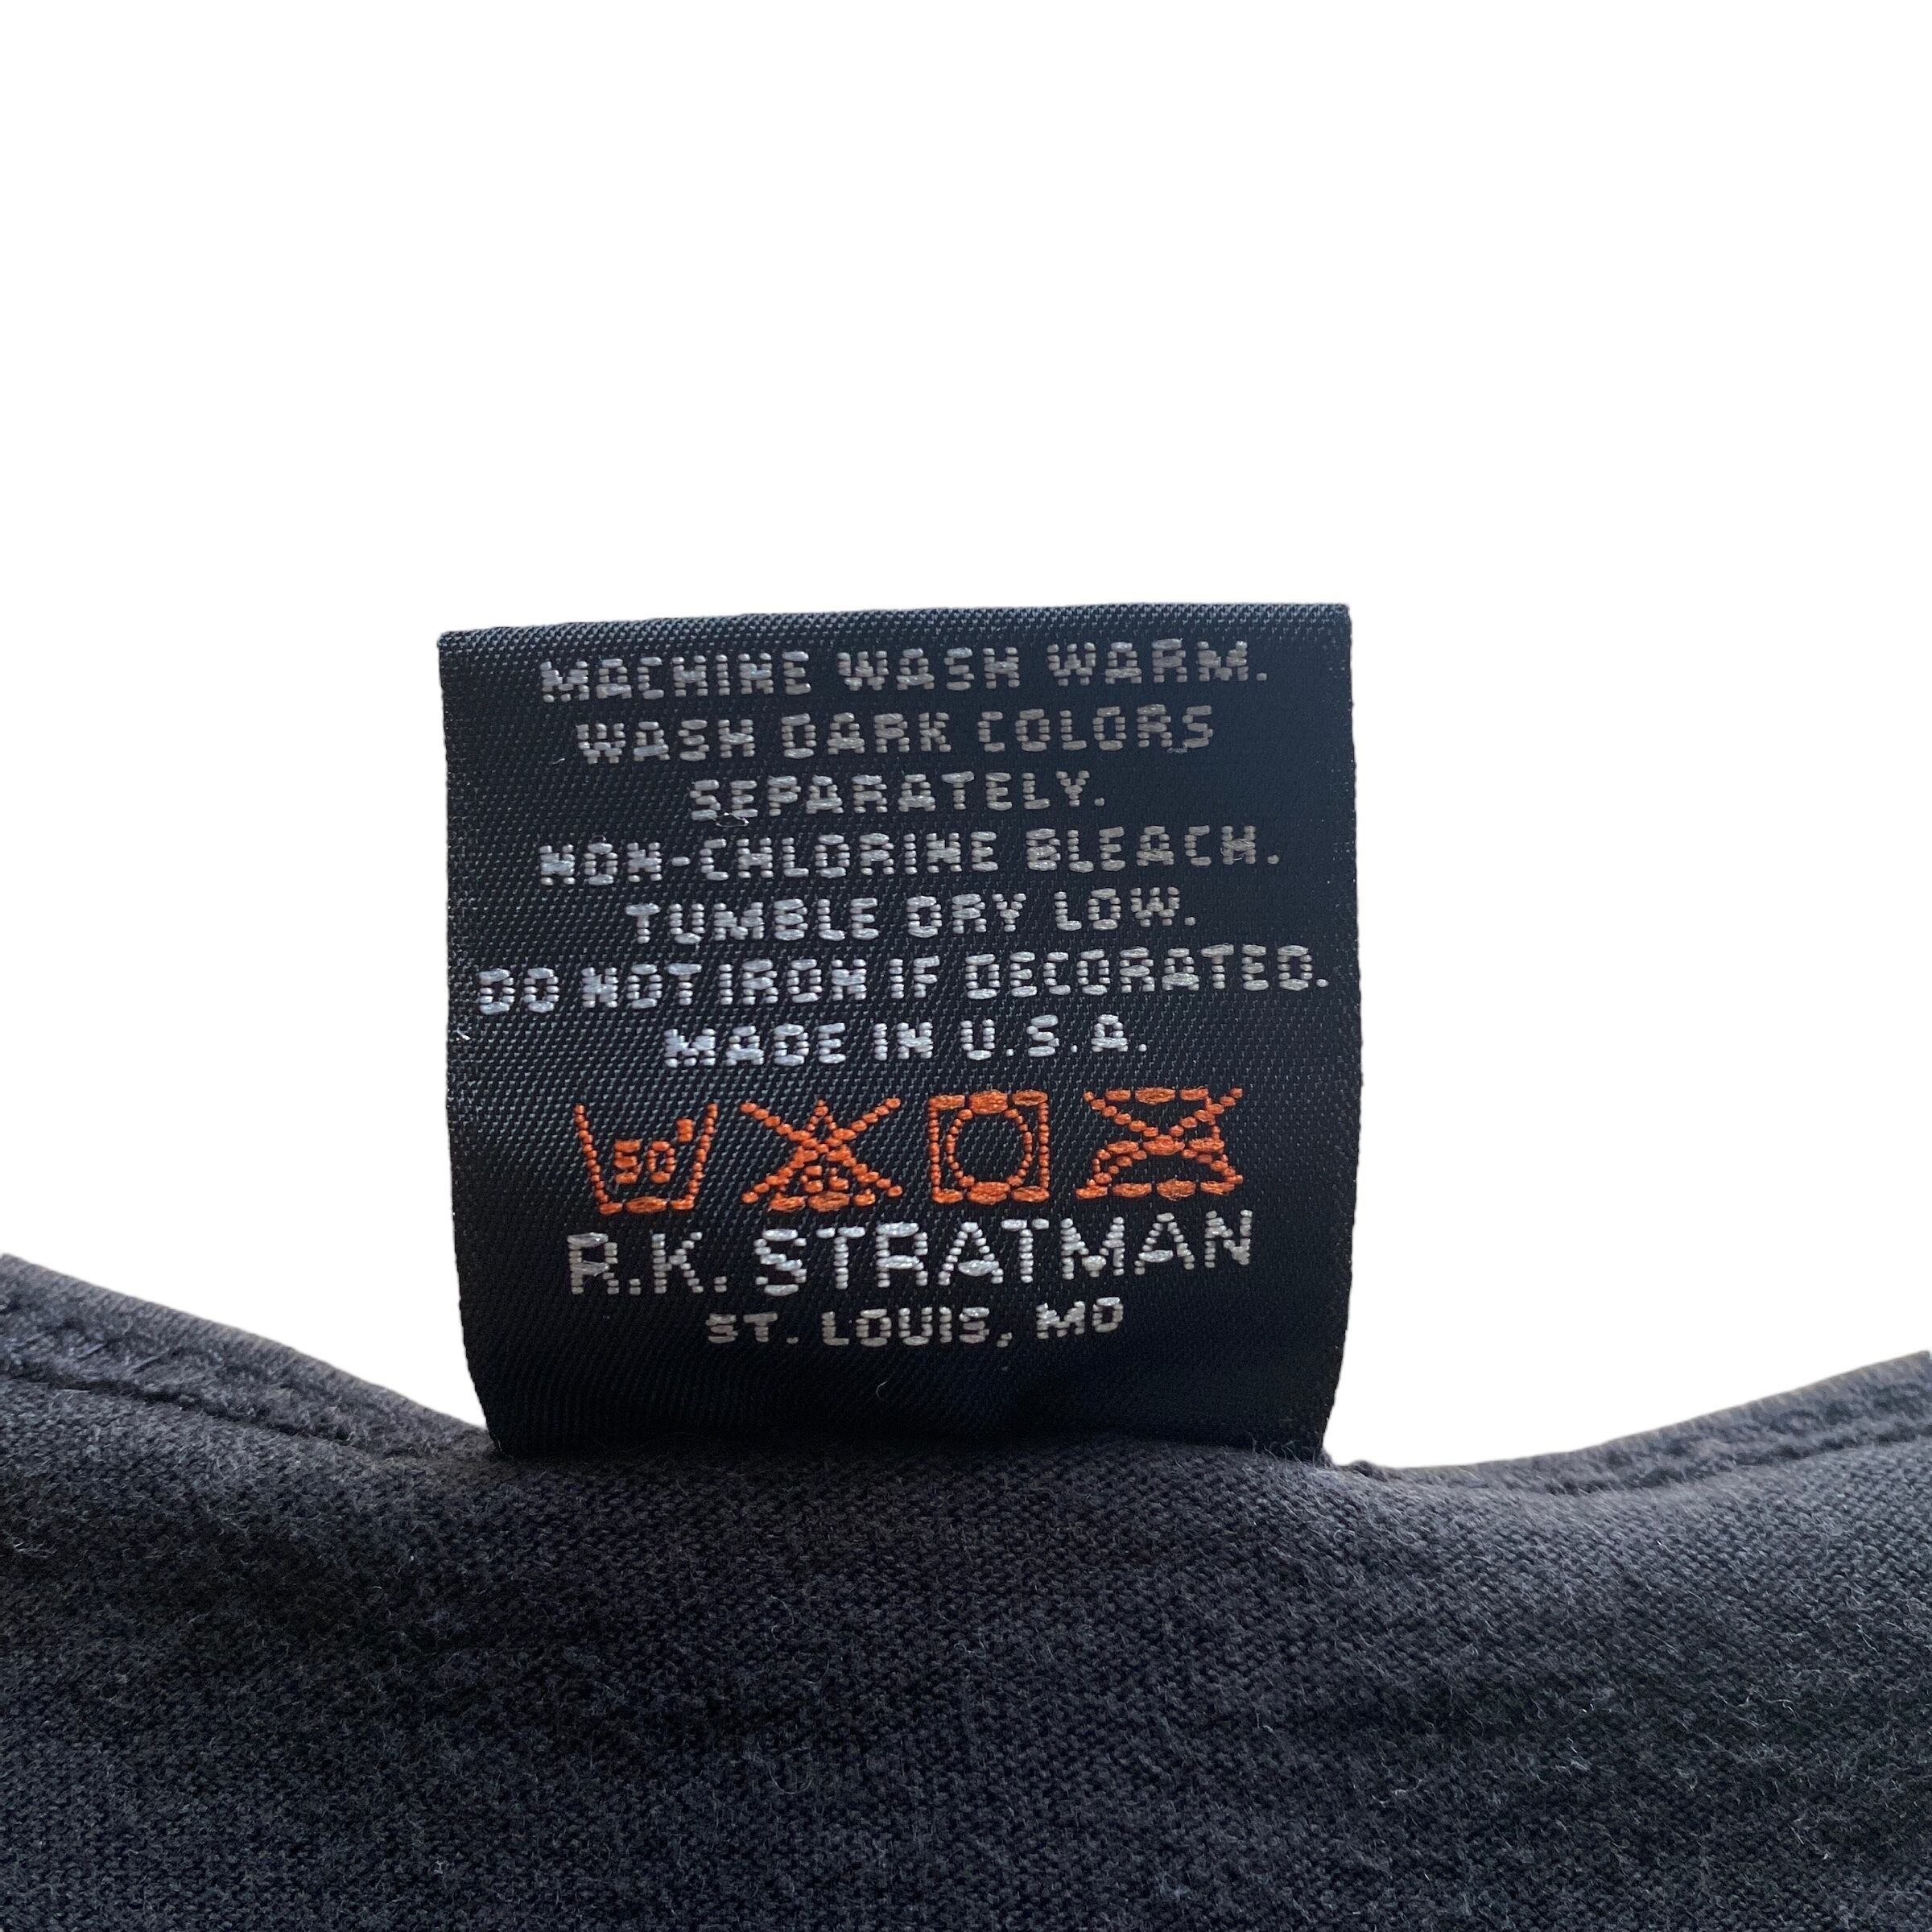 MACHINE WASH WARM.
WASH DARK COLORS
SEPARATELY.
NON-CHLORINE BLEACH.
TUMBLE DRY LOW.
DO NOT IRON IF DECORATED.
MADE IN U.S.A.
50° CL
R.K. STRATMAN
ST. LOUIS, MO